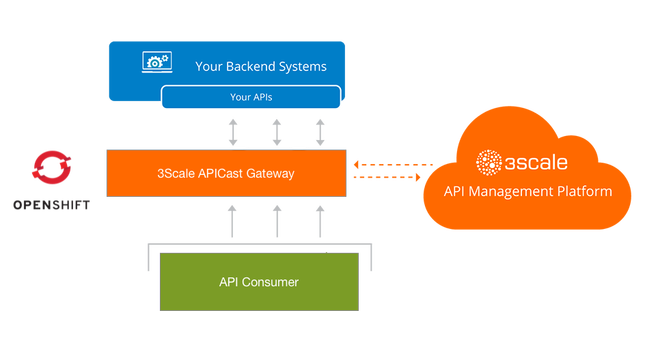 Your Backend Systems
Your APIs
3Scale APICast Gateway
OPENSHIFT
3scale
API Management Platform
API Consumer